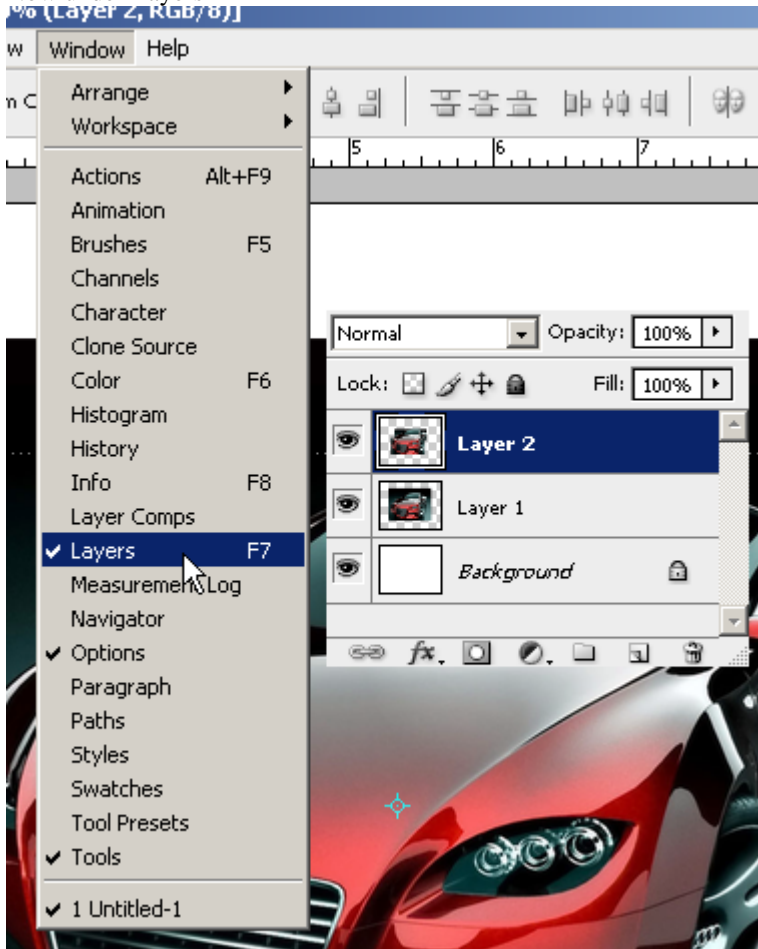 0% (Layer 2, RGB/8)]
w Window Help
Arrange
Workspace
5 6 7
Actions Alt+F9
Animation
Brushes F5
Channels
Character
Clone Source
Color F6
Histogram
History
Info F8
Layer Comps
Layers F7
Measurement Log
Navigator
Options
Paragraph
Paths
Styles
Swatches
Tool Presets
Tools
1 Untitled-1
Normal Opacity: 100%
Lock: Fill: 100%
Layer 2
Layer 1
Background
fx.